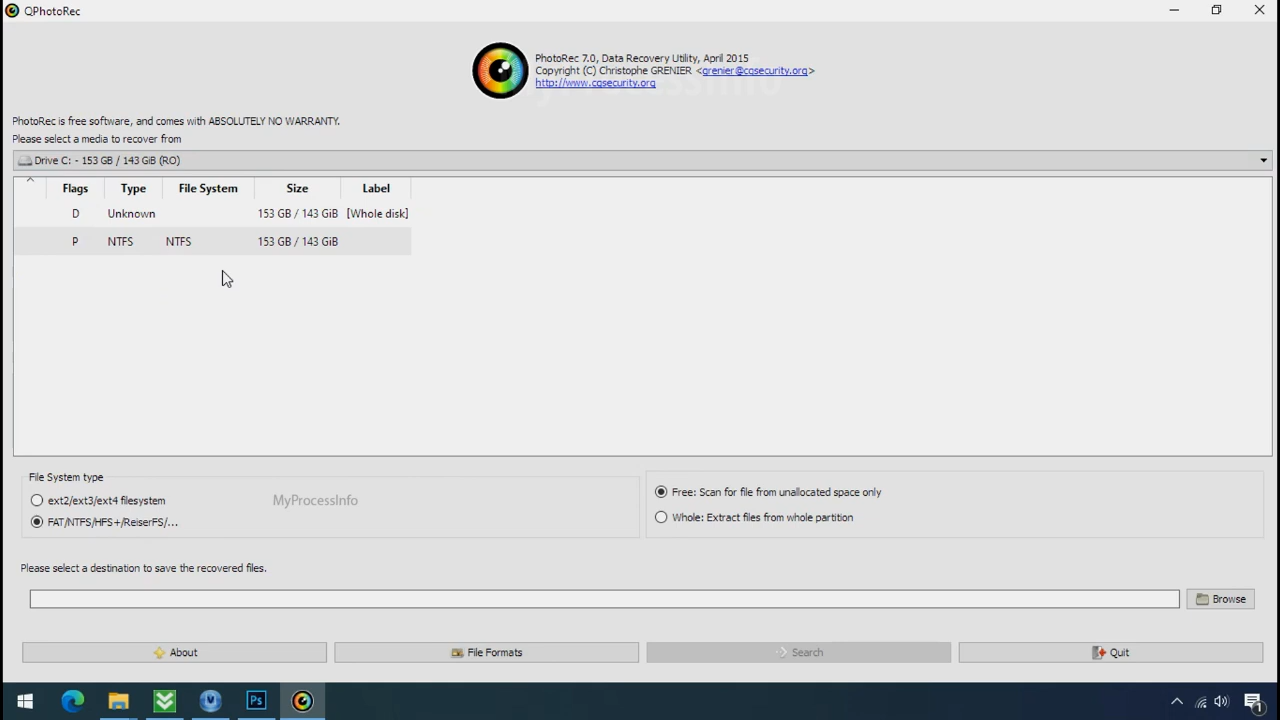 QPhotoRec
PhotoRec 7.0, Data Recovery Utility, April 2015
Copyright (C) Christophe GRENIER <grenier@cgsecurity.org>
http://www.cgsecurity.org
PhotoRec is free software, and comes with ABSOLUTELY NO WARRANTY.
Please select a media to recover from
Drive C: - 153 GB / 143 GiB (RO)
Flags Type File System Size Label
D Unknown 153 GB / 143 GiB [Whole disk]
P NTFS NTFS 153 GB / 143 GiB
File System type
ext2/ext3/ext4 filesystem
FAT/NTFS/HFS+/ReiserFS/...
MyProcessInfo
Free: Scan for file from unallocated space only
Whole: Extract files from whole partition
Please select a destination to save the recovered files.
Browse
About File Formats Search Quit
Ps
1